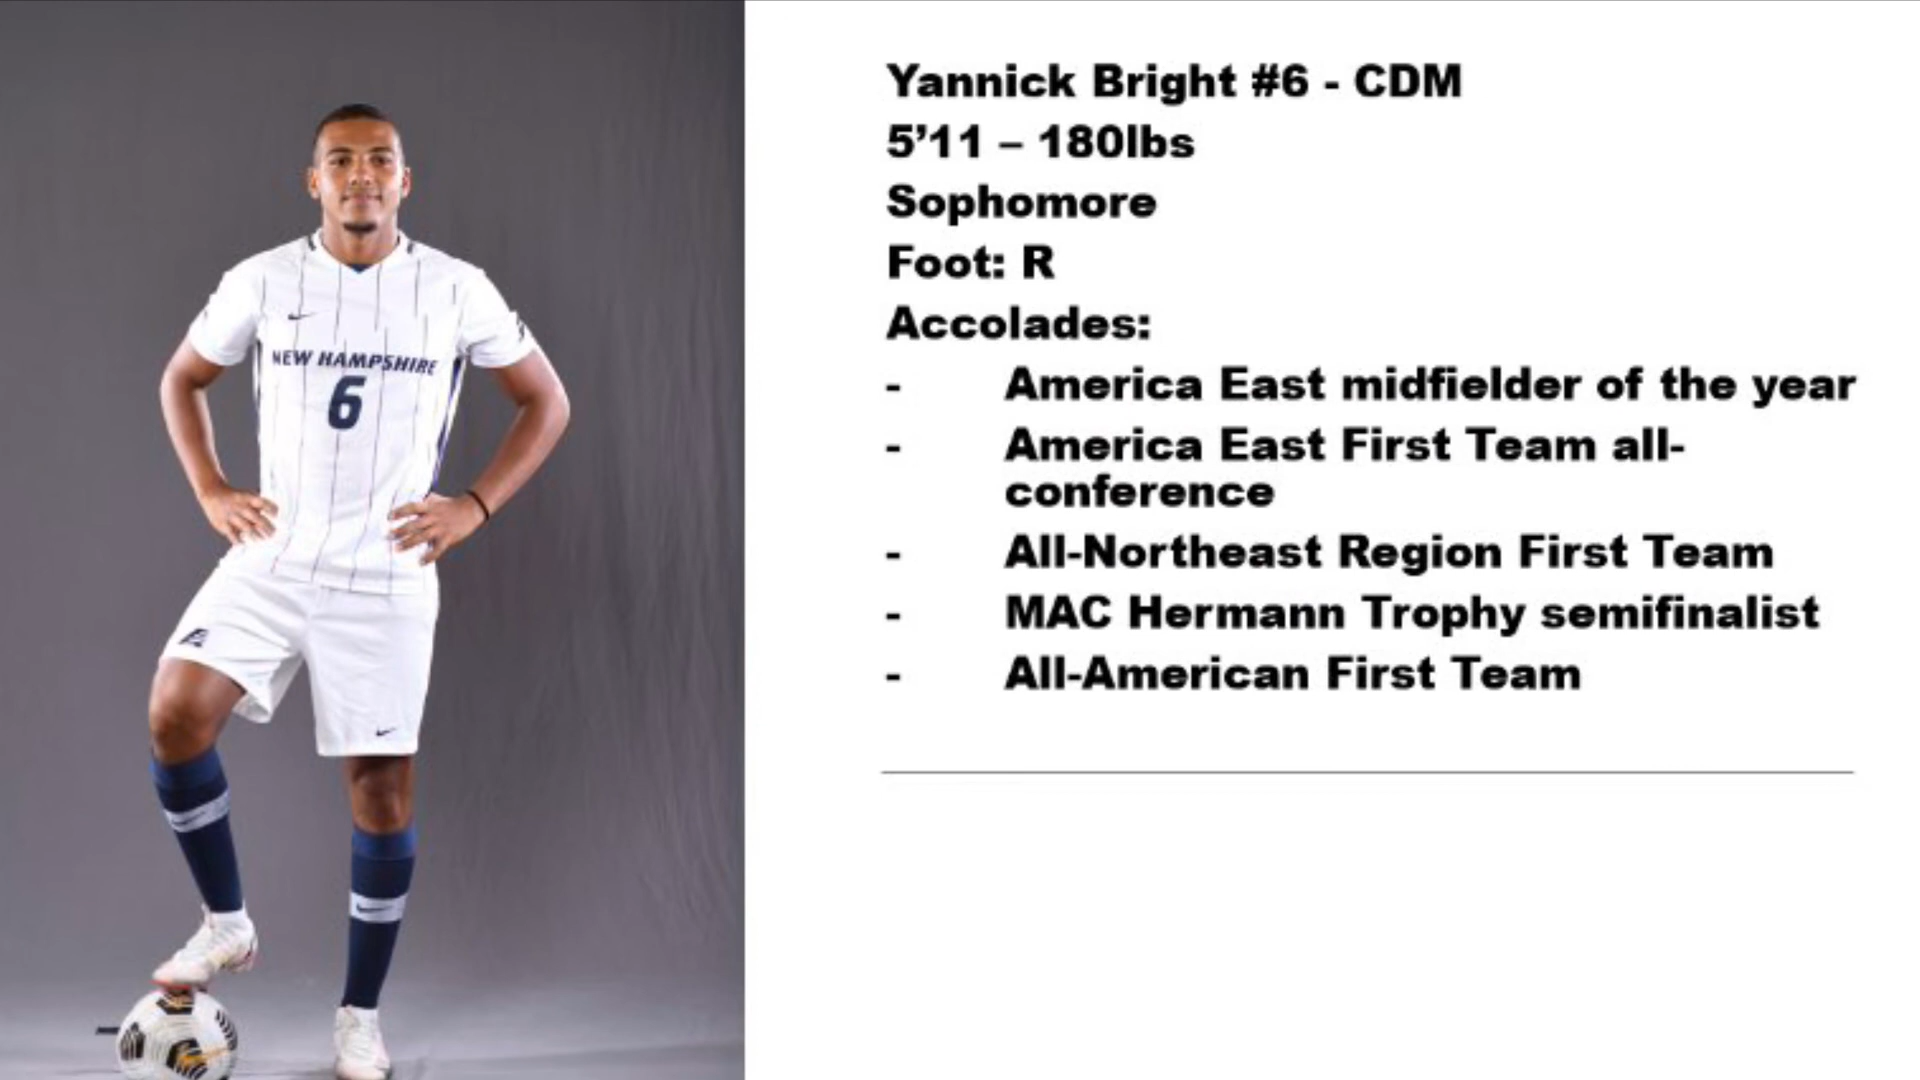 NEW HAMPSHIRE
6
Yannick Bright #6 - CDM
5’11 – 180lbs
Sophomore
Foot: R
Accolades:
- America East midfielder of the year
- America East First Team all-
conference
- All-Northeast Region First Team
- MAC Hermann Trophy semifinalist
- All-American First Team